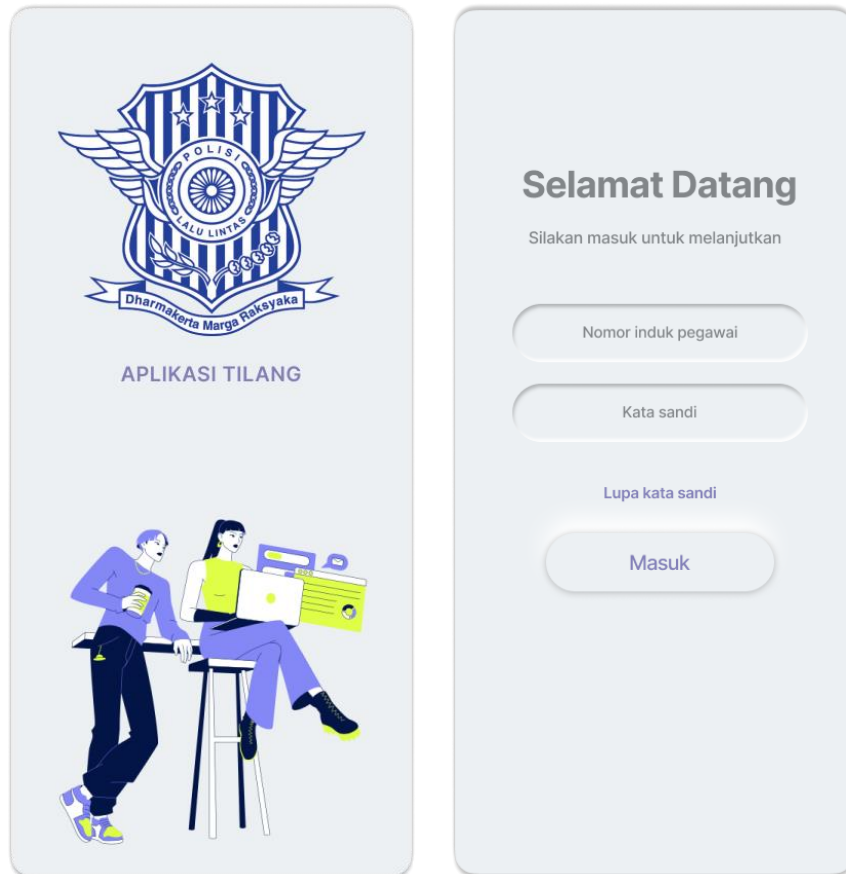 POLISI
LALU LINTAS
Dharmakerta Marga Raksyaka
APLIKASI TILANG
Selamat Datang
Silakan masuk untuk melanjutkan
Nomor induk pegawai
Kata sandi
Lupa kata sandi
Masuk